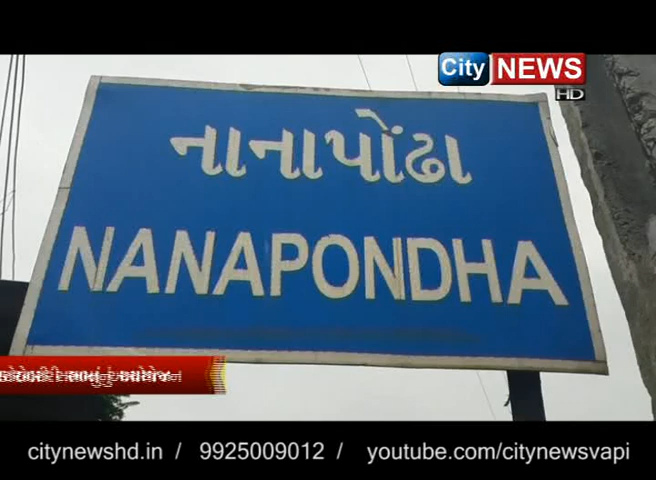 City NEWS
HD
નાનાપોંઢા
NANAPONDHA
citynewshd.in / 9925009012 / youtube.com/citynewsvapi